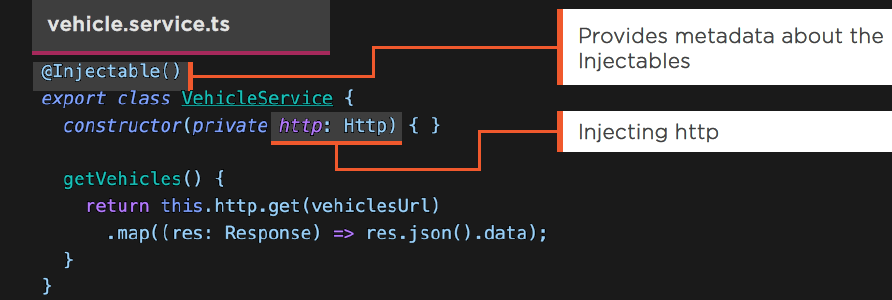 vehicle.service.ts
@Injectable()
export class VehicleService {
constructor(private http: Http) { }
getVehicles() {
return this.http.get(vehiclesUrl)
.map((res: Response) => res.json().data);
}
}
Provides metadata about the
Injectables
Injecting http